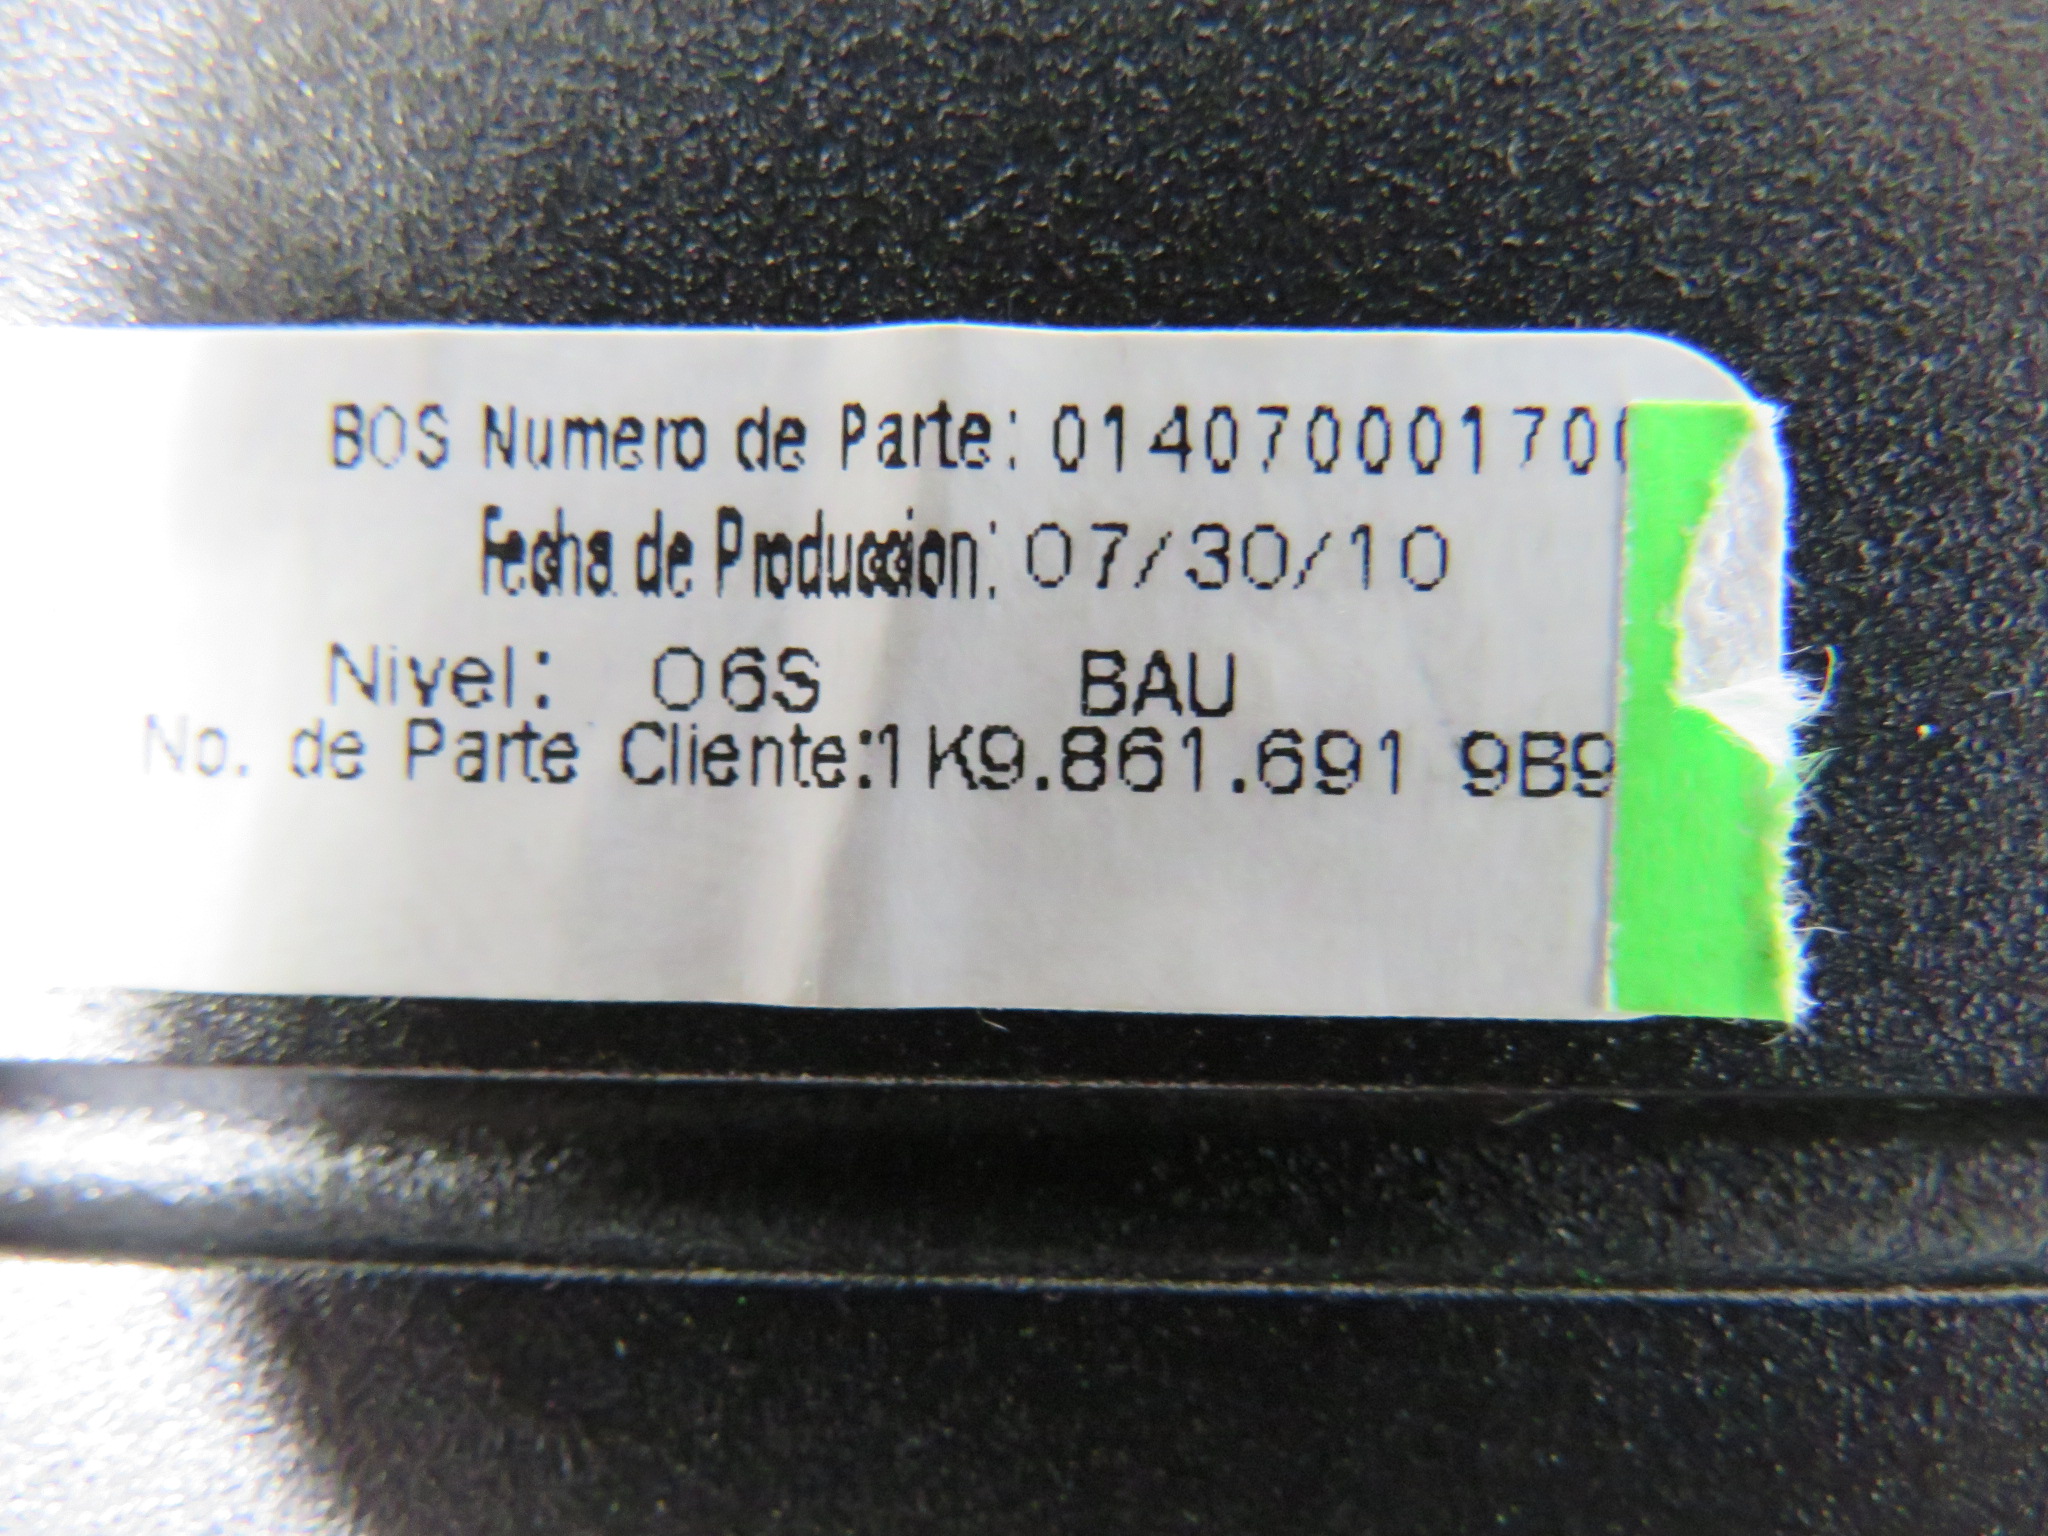 BOS Numero de Parte: 01407000170
Fecha de Produccion: 07/30/10
Nivel: 06S BAU
No. de Parte Cliente:1K9.861.691 9B9